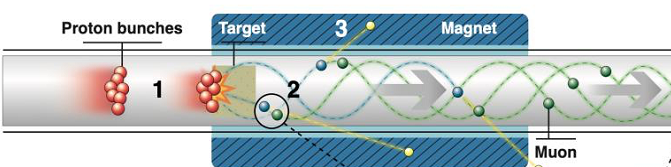 Proton bunches
Target
3
Magnet
1
2
Muon